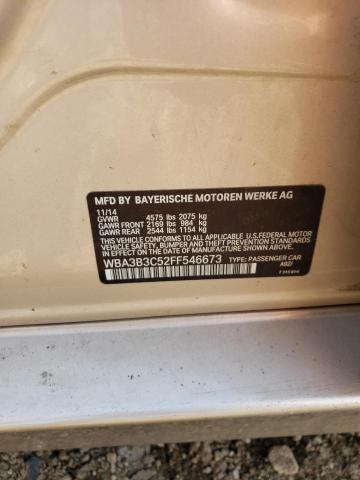 MFD BY BAYERISCHE MOTOREN WERKE AG
11/14
GVWR 4575 lbs 2075 kg
GAWR FRONT 2169 lbs 984 kg
GAWR REAR 2544 lbs 1154 kg
THIS VEHICLE CONFORMS TO ALL APPLICABLE U.S.FEDERAL MOTOR
VEHICLE SAFETY, BUMPER AND THEFT PREVENTION STANDARDS
IN EFFECT ON THE DATE OF MANUFACTURE SHOWN ABOVE.
WBA3B3C52FF546673 TYPE: PASSENGER CAR
A92/